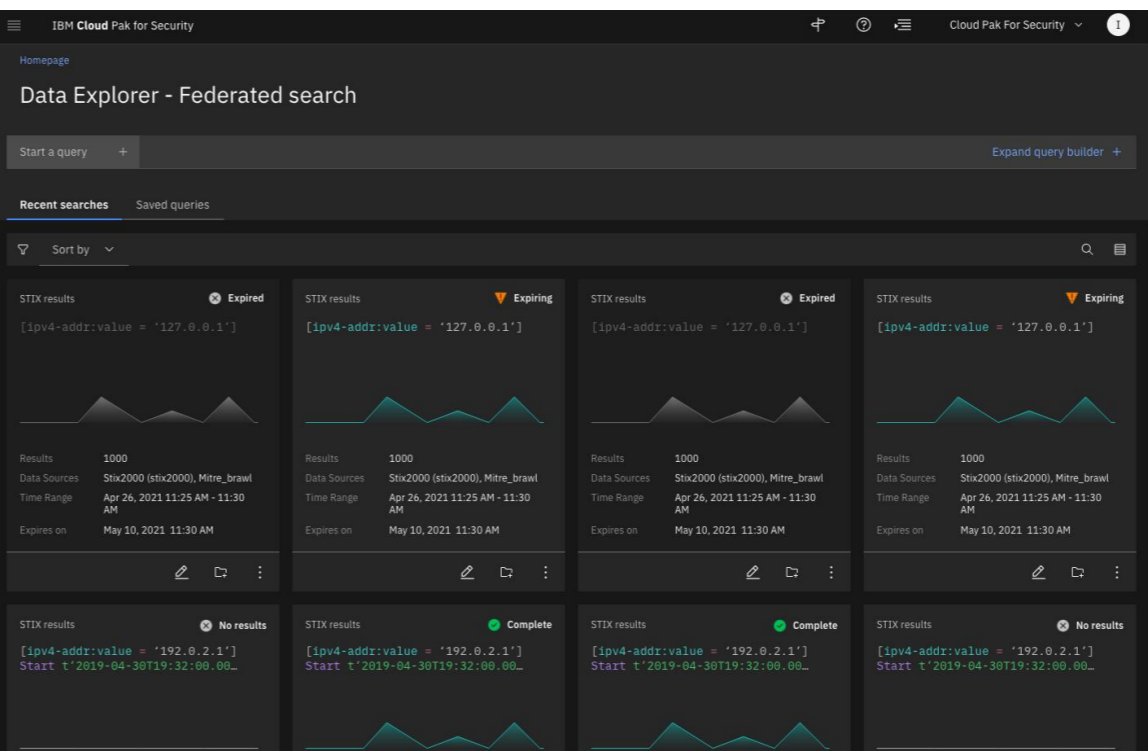 IBM Cloud Pak for Security
Cloud Pak For Security
I
Homepage
Data Explorer - Federated search
Start a query +
Expand query builder +
Recent searches
Saved queries
Sort by
STIX results
Expired
[ipv4-addr:value = ‘127.0.0.1’]
Results 1000
Data Sources Stix2000 (stix2000), Mitre_brawl
Time Range Apr 26, 2021 11:25 AM - 11:30
AM
Expires on May 10, 2021 11:30 AM
STIX results
Expiring
[ipv4-addr:value = ‘127.0.0.1’]
Results 1000
Data Sources Stix2000 (stix2000), Mitre_brawl
Time Range Apr 26, 2021 11:25 AM - 11:30
AM
Expires on May 10, 2021 11:30 AM
STIX results
Expired
[ipv4-addr:value = ‘127.0.0.1’]
Results 1000
Data Sources Stix2000 (stix2000), Mitre_brawl
Time Range Apr 26, 2021 11:25 AM - 11:30
AM
Expires on May 10, 2021 11:30 AM
STIX results
Expiring
[ipv4-addr:value = ‘127.0.0.1’]
Results 1000
Data Sources Stix2000 (stix2000), Mitre_brawl
Time Range Apr 26, 2021 11:25 AM - 11:30
AM
Expires on May 10, 2021 11:30 AM
STIX results
No results
[ipv4-addr:value = ‘192.0.2.1’]
Start t‘2019-04-30T19:32:00.00…
STIX results
Complete
[ipv4-addr:value = ‘192.0.2.1’]
Start t‘2019-04-30T19:32:00.00…
STIX results
Complete
[ipv4-addr:value = ‘192.0.2.1’]
Start t‘2019-04-30T19:32:00.00…
STIX results
No results
[ipv4-addr:value = ‘192.0.2.1’]
Start t‘2019-04-30T19:32:00.00…